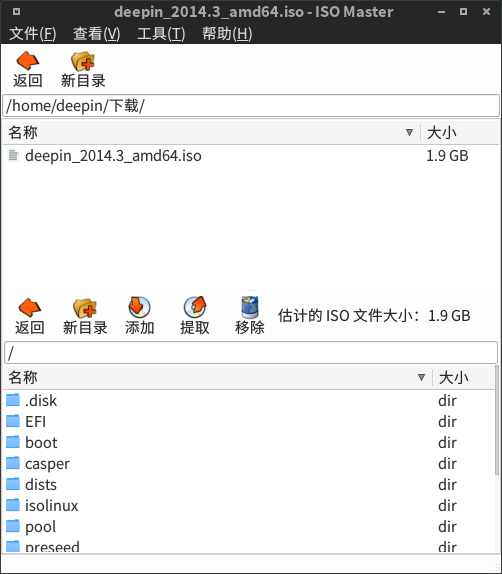 deepin_2014.3_amd64.iso - ISO Master
文件(F) 查看(V) 工具(T) 帮助(H)
返回 新目录
/home/deepin/下载/
名称 大小
deepin_2014.3_amd64.iso 1.9 GB
返回 新目录 添加 提取 移除 估计的 ISO 文件大小：1.9 GB
/
名称 大小
.disk dir
EFI dir
boot dir
casper dir
dists dir
isolinux dir
pool dir
preseed dir